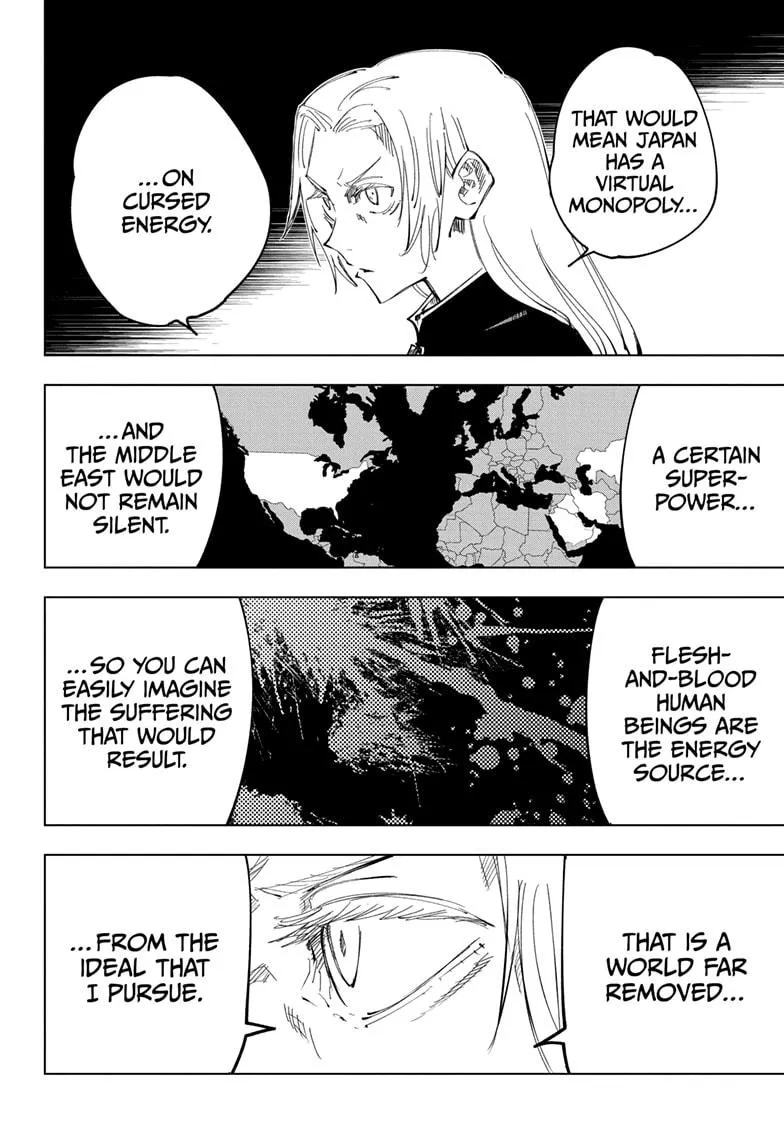 THAT WOULD
MEAN JAPAN
HAS A
VIRTUAL
MONOPOLY...
...ON
CURSED
ENERGY.
A CERTAIN
SUPER-
POWER...
...AND
THE MIDDLE
EAST WOULD
NOT REMAIN
SILENT.
FLESH-
AND-BLOOD
HUMAN
BEINGS ARE
THE ENERGY
SOURCE...
...SO YOU CAN
EASILY IMAGINE
THE SUFFERING
THAT WOULD
RESULT.
THAT IS A
WORLD FAR
REMOVED...
...FROM THE
IDEAL THAT
I PURSUE.